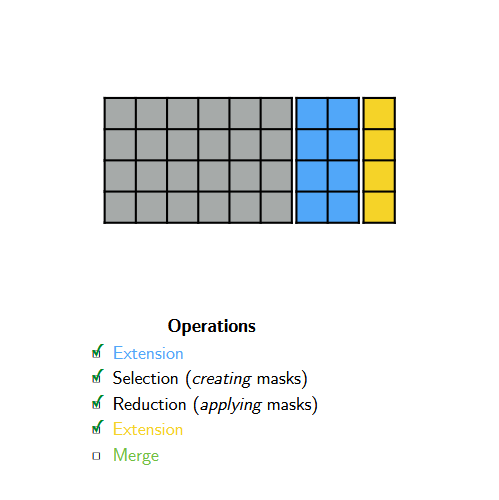 Operations
Extension
Selection (creating masks)
Reduction (applying masks)
Extension
Merge